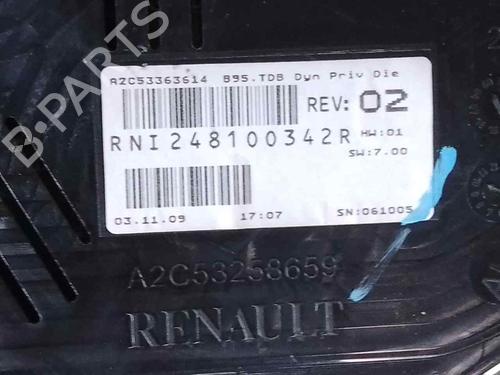 A2C53363614 B95.TDB Dyn Priv Die
REV: 02
RNI248100342R
HW:01
SW:7.00
03.11.09 17:07 SN:061005
A2C53258659
RENAULT
B-PARTS